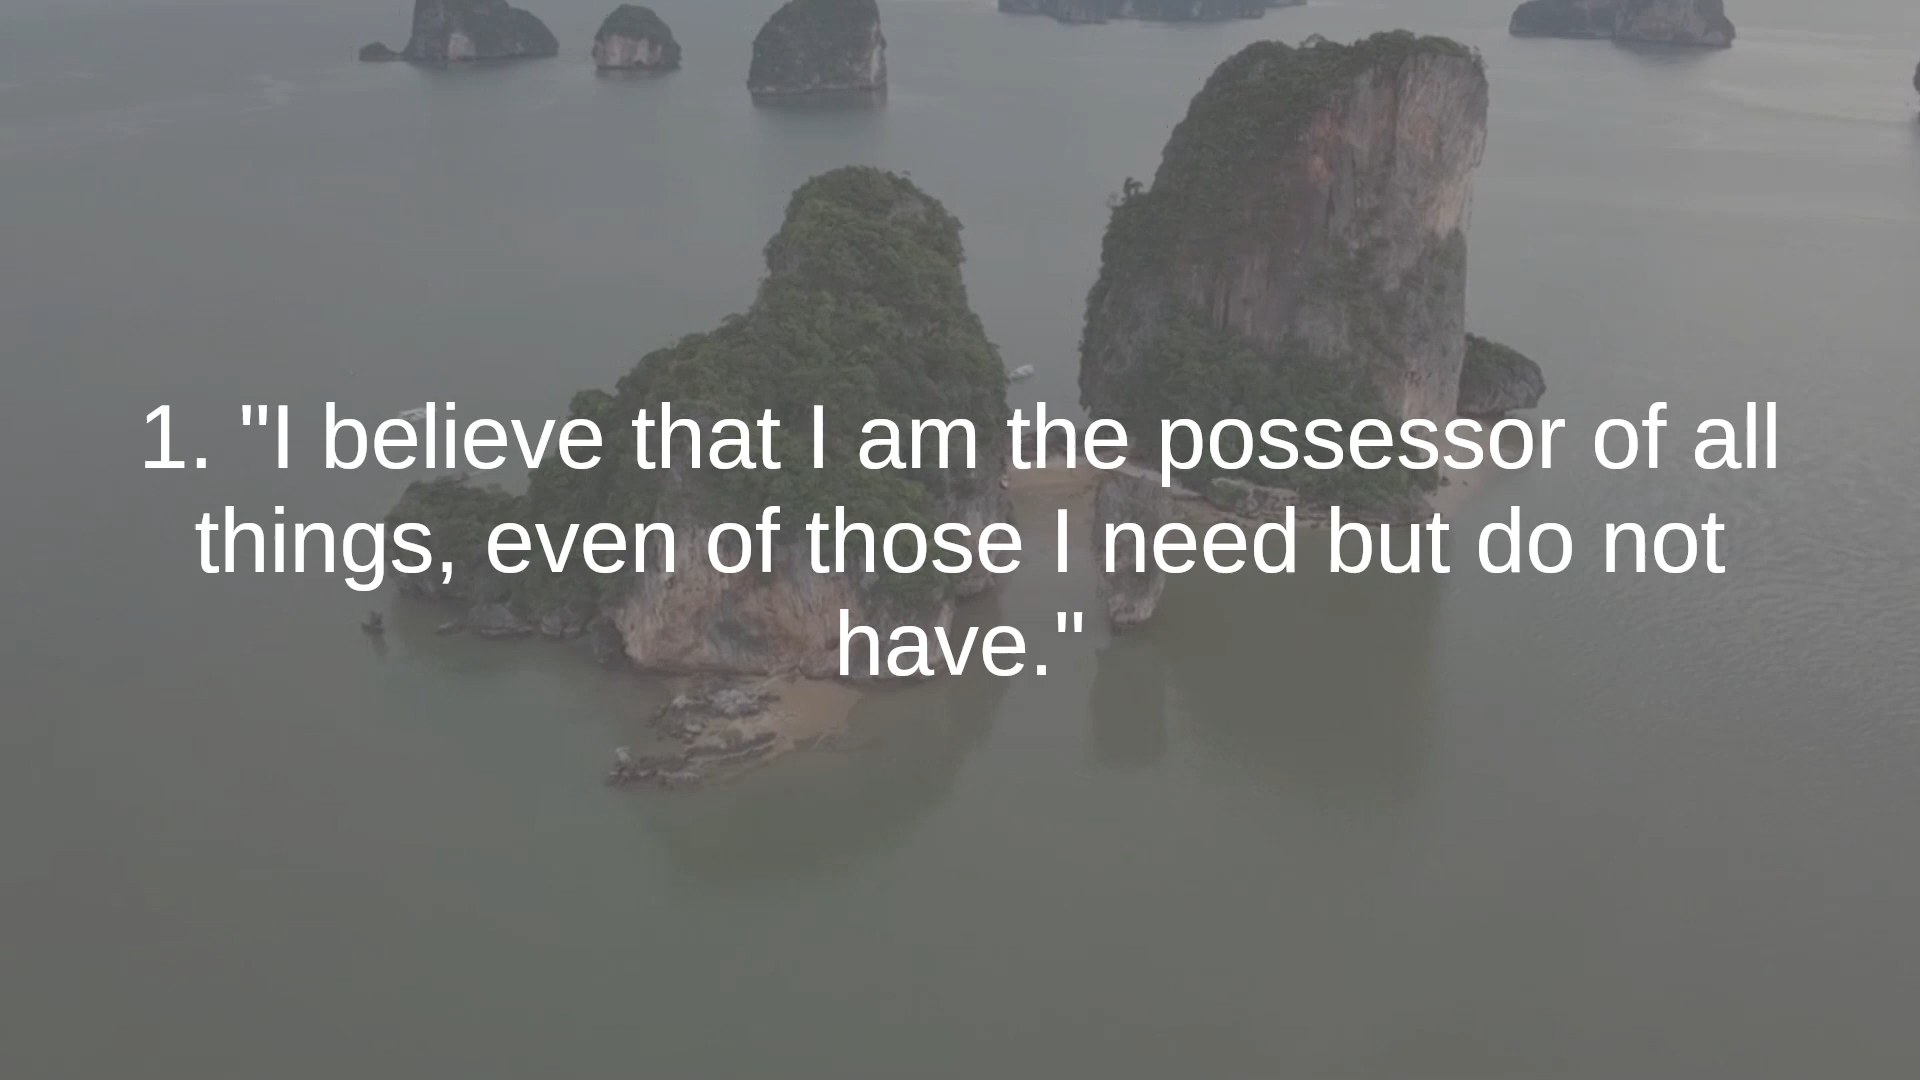 1. "I believe that I am the possessor of all
things, even of those I need but do not
have."